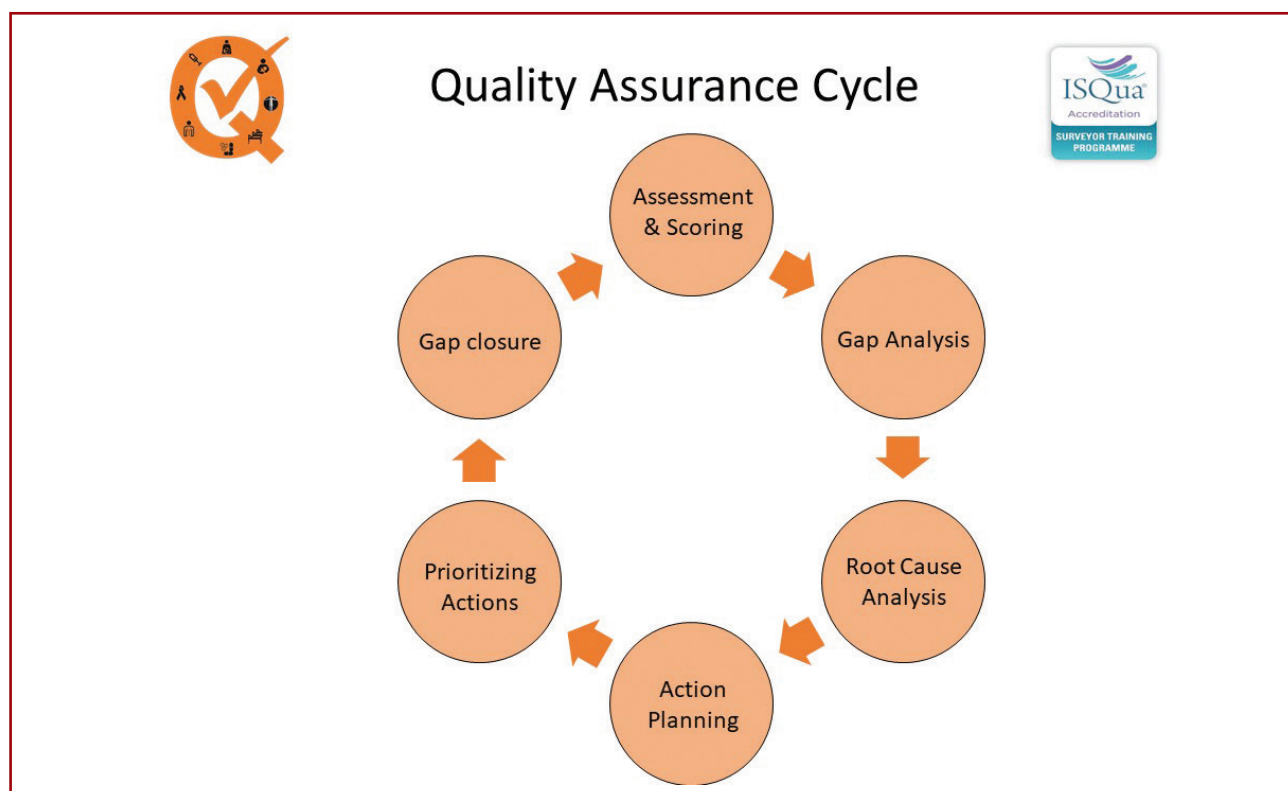 Quality Assurance Cycle
ISQua®
Accreditation
SURVEYOR TRAINING
PROGRAMME
Assessment
& Scoring
Gap Analysis
Root Cause
Analysis
Action
Planning
Prioritizing
Actions
Gap closure